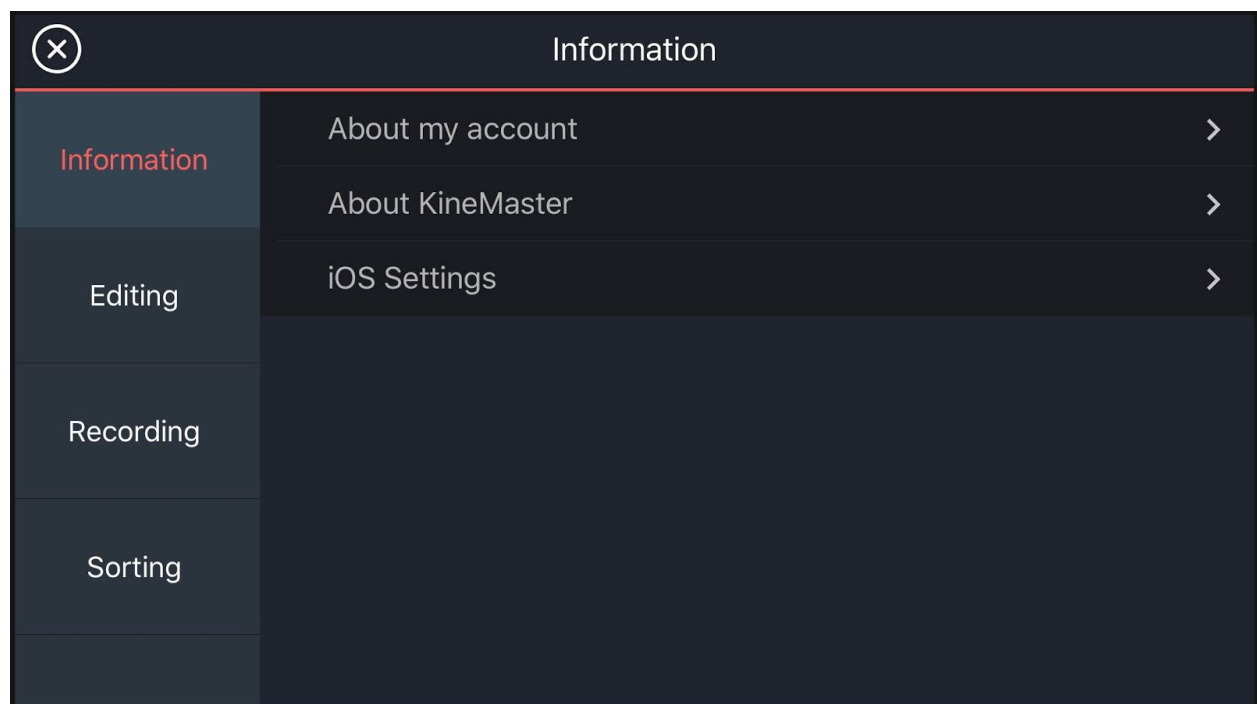 Information
Information
About my account
About KineMaster
iOS Settings
Editing
Recording
Sorting